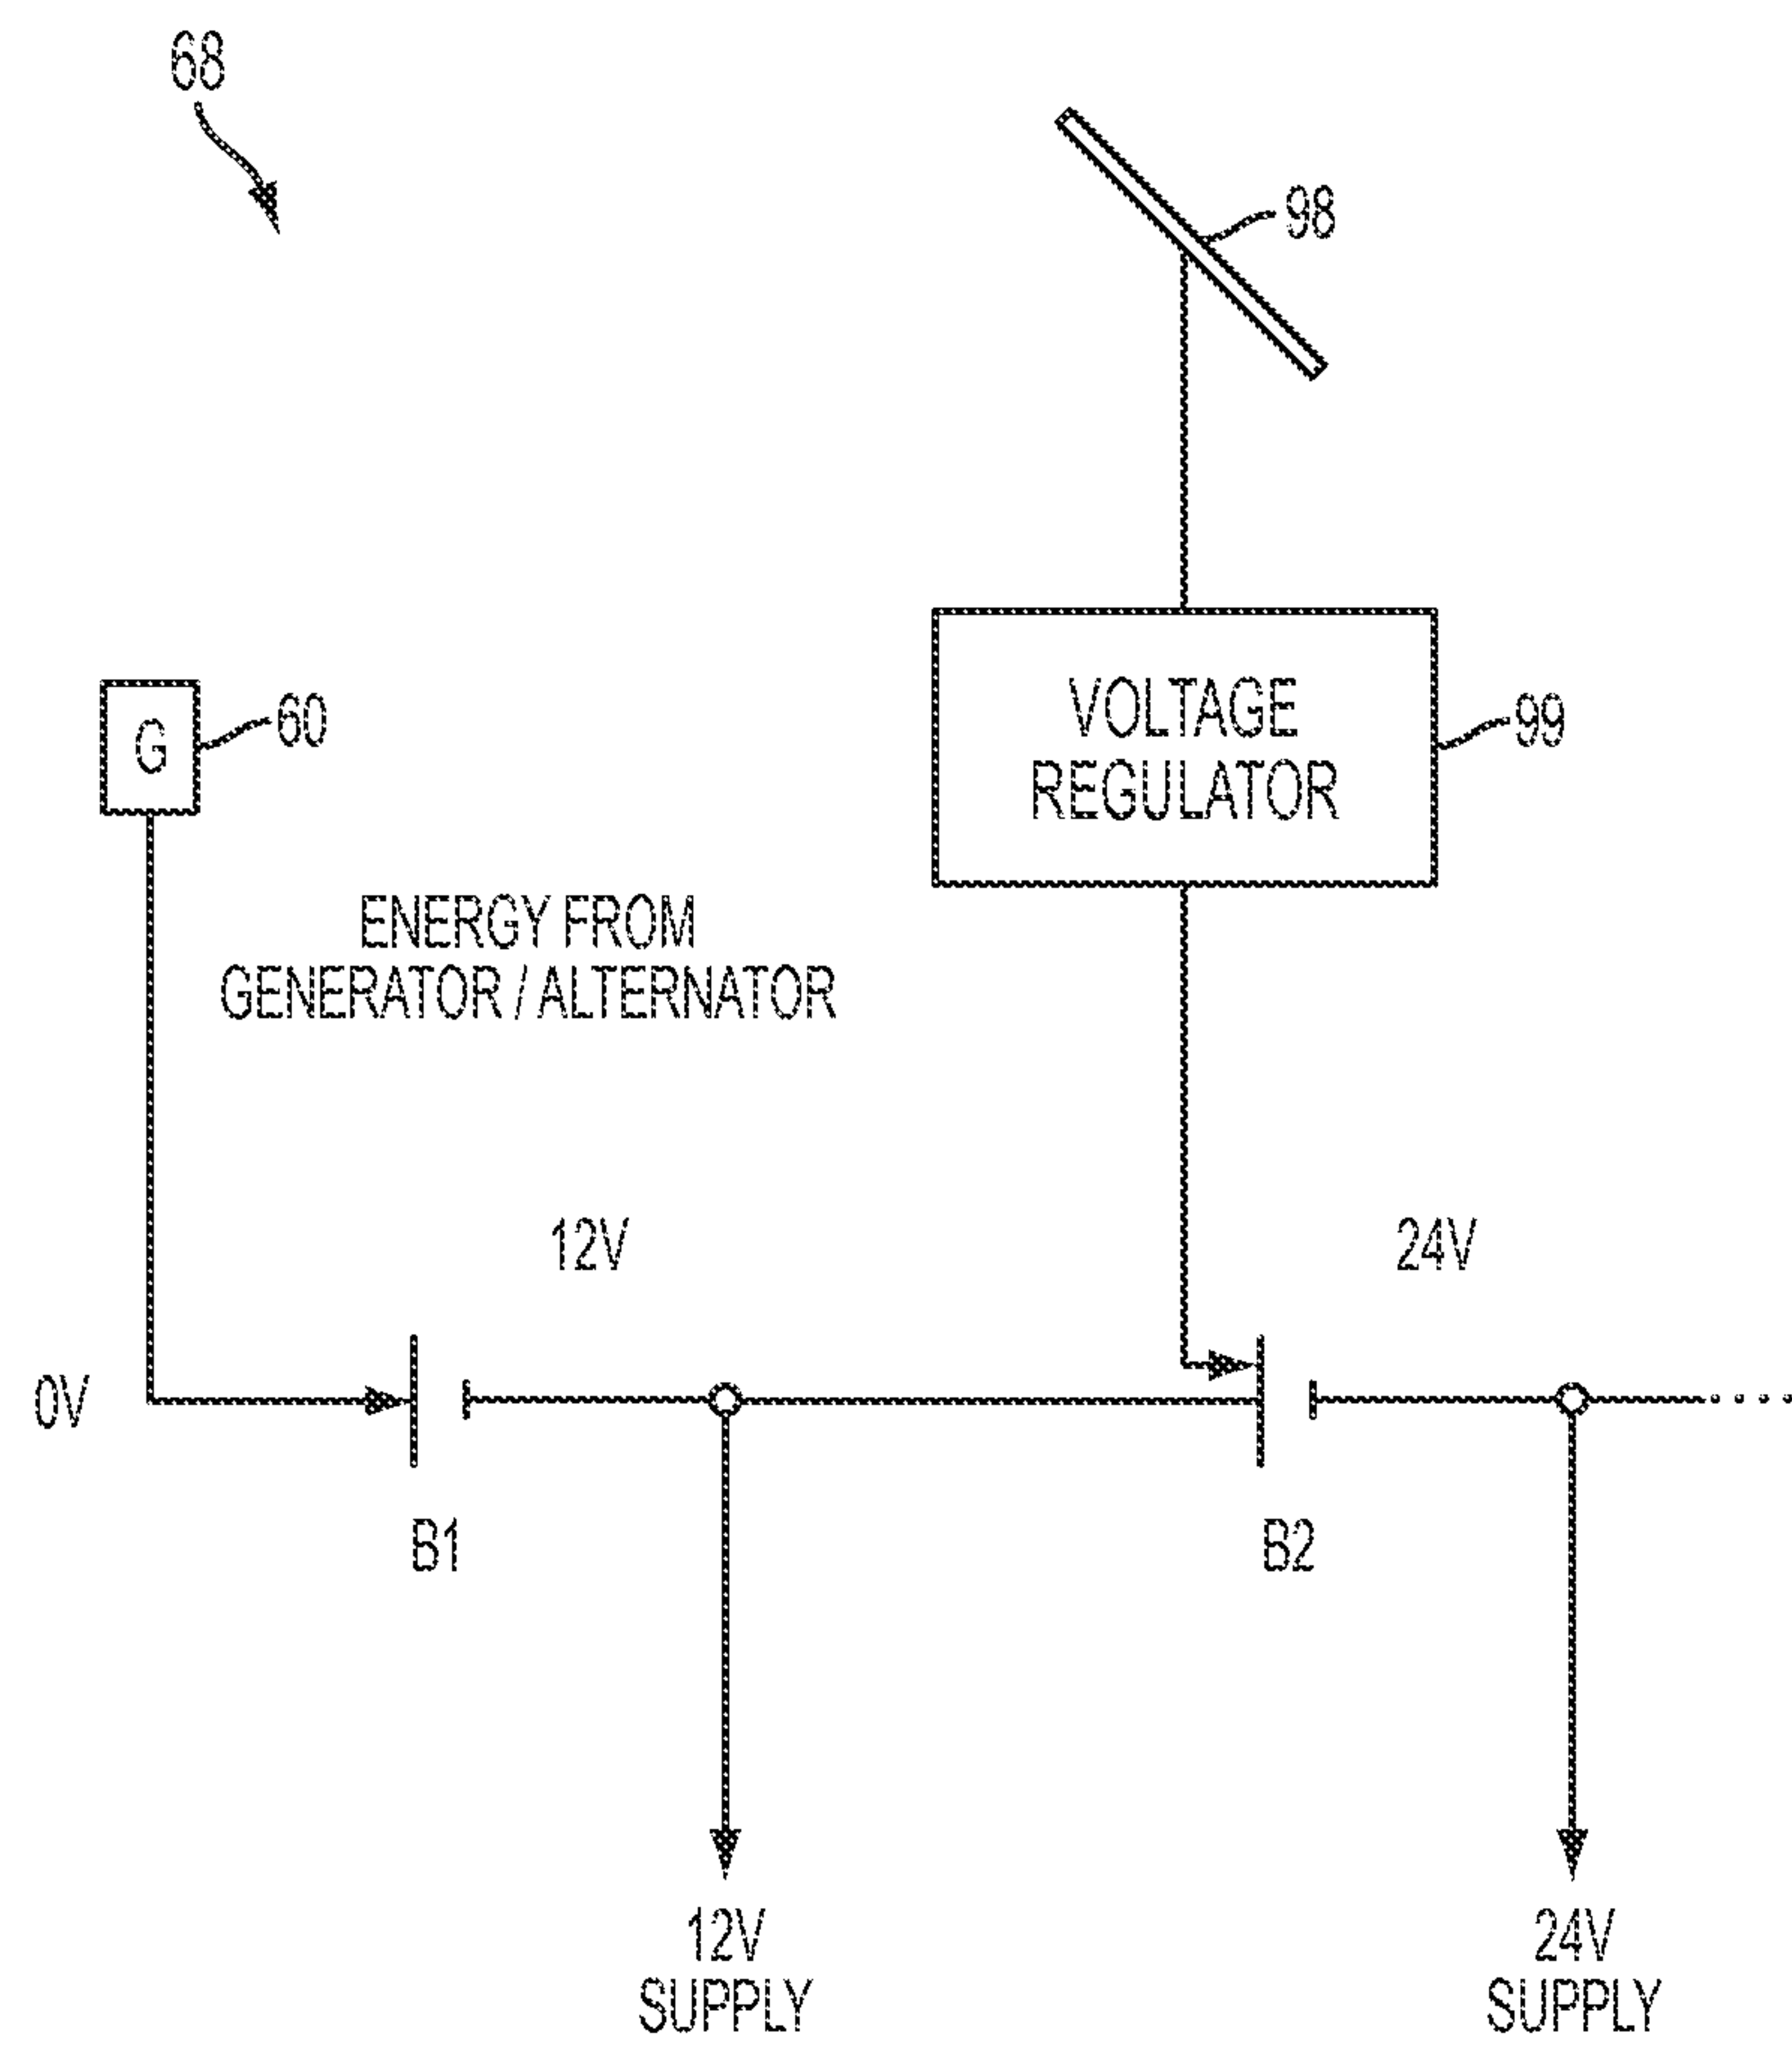 68
98
G
60
VOLTAGE
REGULATOR
99
ENERGY FROM
GENERATOR / ALTERNATOR
12V
24V
0V
B1
B2
12V
SUPPLY
24V
SUPPLY